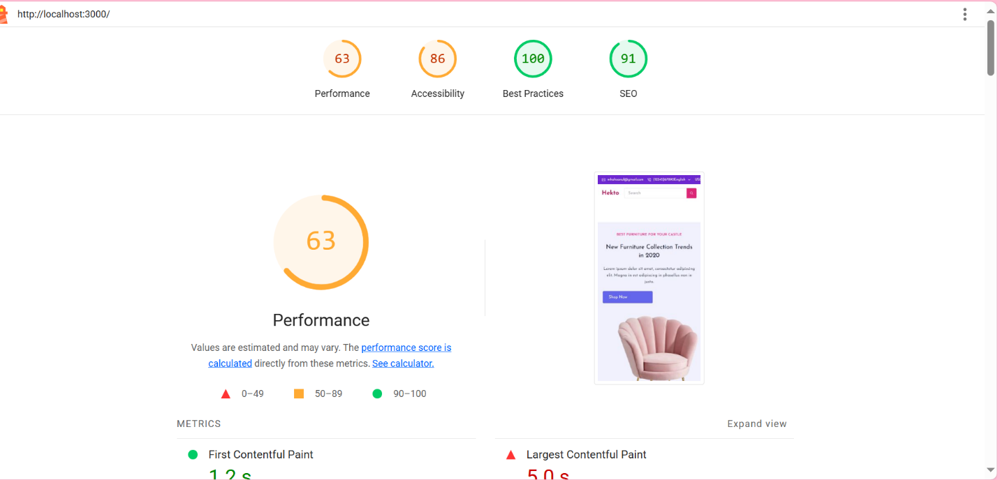 http://localhost:3000/
63
86
100
91
Performance
Accessibility
Best Practices
SEO
Hekto
Search
BEST FURNITURE FOR YOUR CASTLE
New Furniture Collection Trends
in 2020
Lorem ipsum dolor sit amet, consectetur adipiscing
elit. Magna in est adipiscing in phasellus non in
justo.
Shop Now
63
Performance
Values are estimated and may vary. The performance score is
calculated directly from these metrics. See calculator.
0–49
50–89
90–100
METRICS
Expand view
First Contentful Paint
1.2 s
Largest Contentful Paint
5.0 s